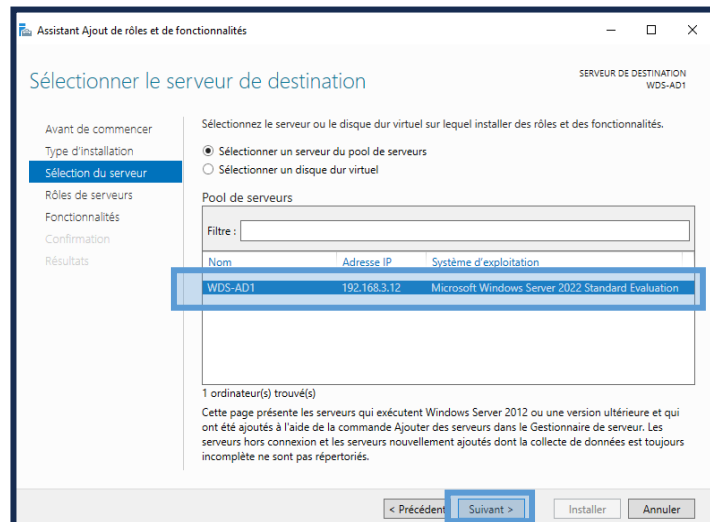 Assistant Ajout de rôles et de fonctionnalités
Sélectionner le serveur de destination
SERVEUR DE DESTINATION
WDS-AD1
Avant de commencer
Type d'installation
Sélection du serveur
Rôles de serveurs
Fonctionnalités
Confirmation
Résultats
Sélectionnez le serveur ou le disque dur virtuel sur lequel installer des rôles et des fonctionnalités.
Sélectionner un serveur du pool de serveurs
Sélectionner un disque dur virtuel
Pool de serveurs
Filtre :
Nom Adresse IP Système d'exploitation
WDS-AD1 192.168.3.12 Microsoft Windows Server 2022 Standard Evaluation
1 ordinateur(s) trouvé(s)
Cette page présente les serveurs qui exécutent Windows Server 2012 ou une version ultérieure et qui
ont été ajoutés à l'aide de la commande Ajouter des serveurs dans le Gestionnaire de serveur. Les
serveurs hors connexion et les serveurs nouvellement ajoutés dont la collecte de données est toujours
incomplète ne sont pas répertoriés.
< Précédent Suivant > Installer Annuler